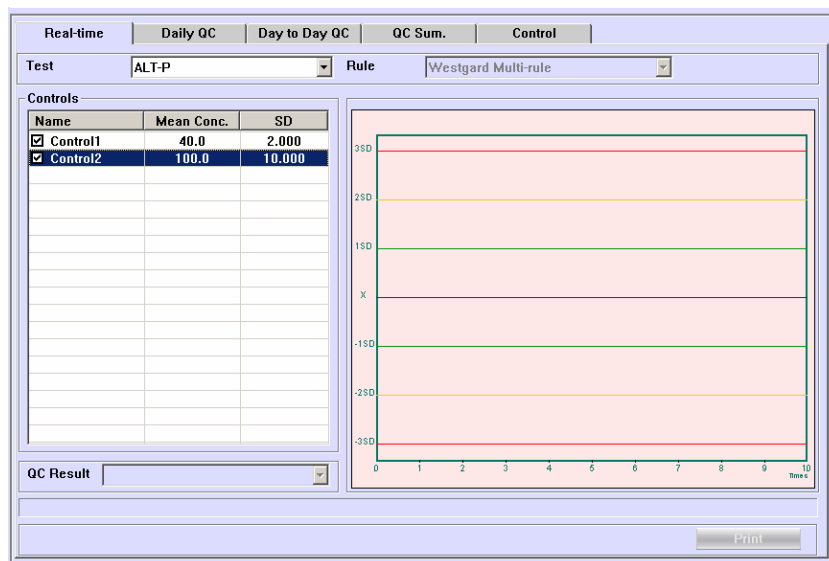 Real-time Daily QC Day to Day QC QC Sum. Control
Test ALT-P Rule Westgard Multi-rule
Controls
Name Mean Conc. SD
Control1 40.0 2.000
Control2 100.0 10.000
QC Result
3SD
2SD
1SD
X
-1SD
-2SD
-3SD
0 1 2 3 4 5 6 7 8 9 10
Times
Print